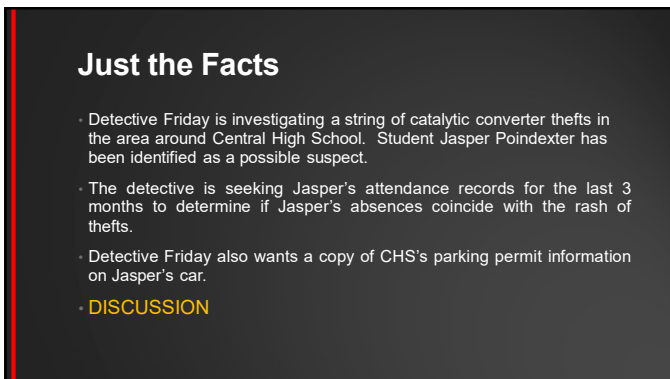 Just the Facts
• Detective Friday is investigating a string of catalytic converter thefts in
the area around Central High School.  Student Jasper Poindexter has
been identified as a possible suspect.
• The detective is seeking Jasper's attendance records for the last 3
months to determine if Jasper's absences coincide with the rash of
thefts.
• Detective Friday also wants a copy of CHS's parking permit information
on Jasper's car.
• DISCUSSION